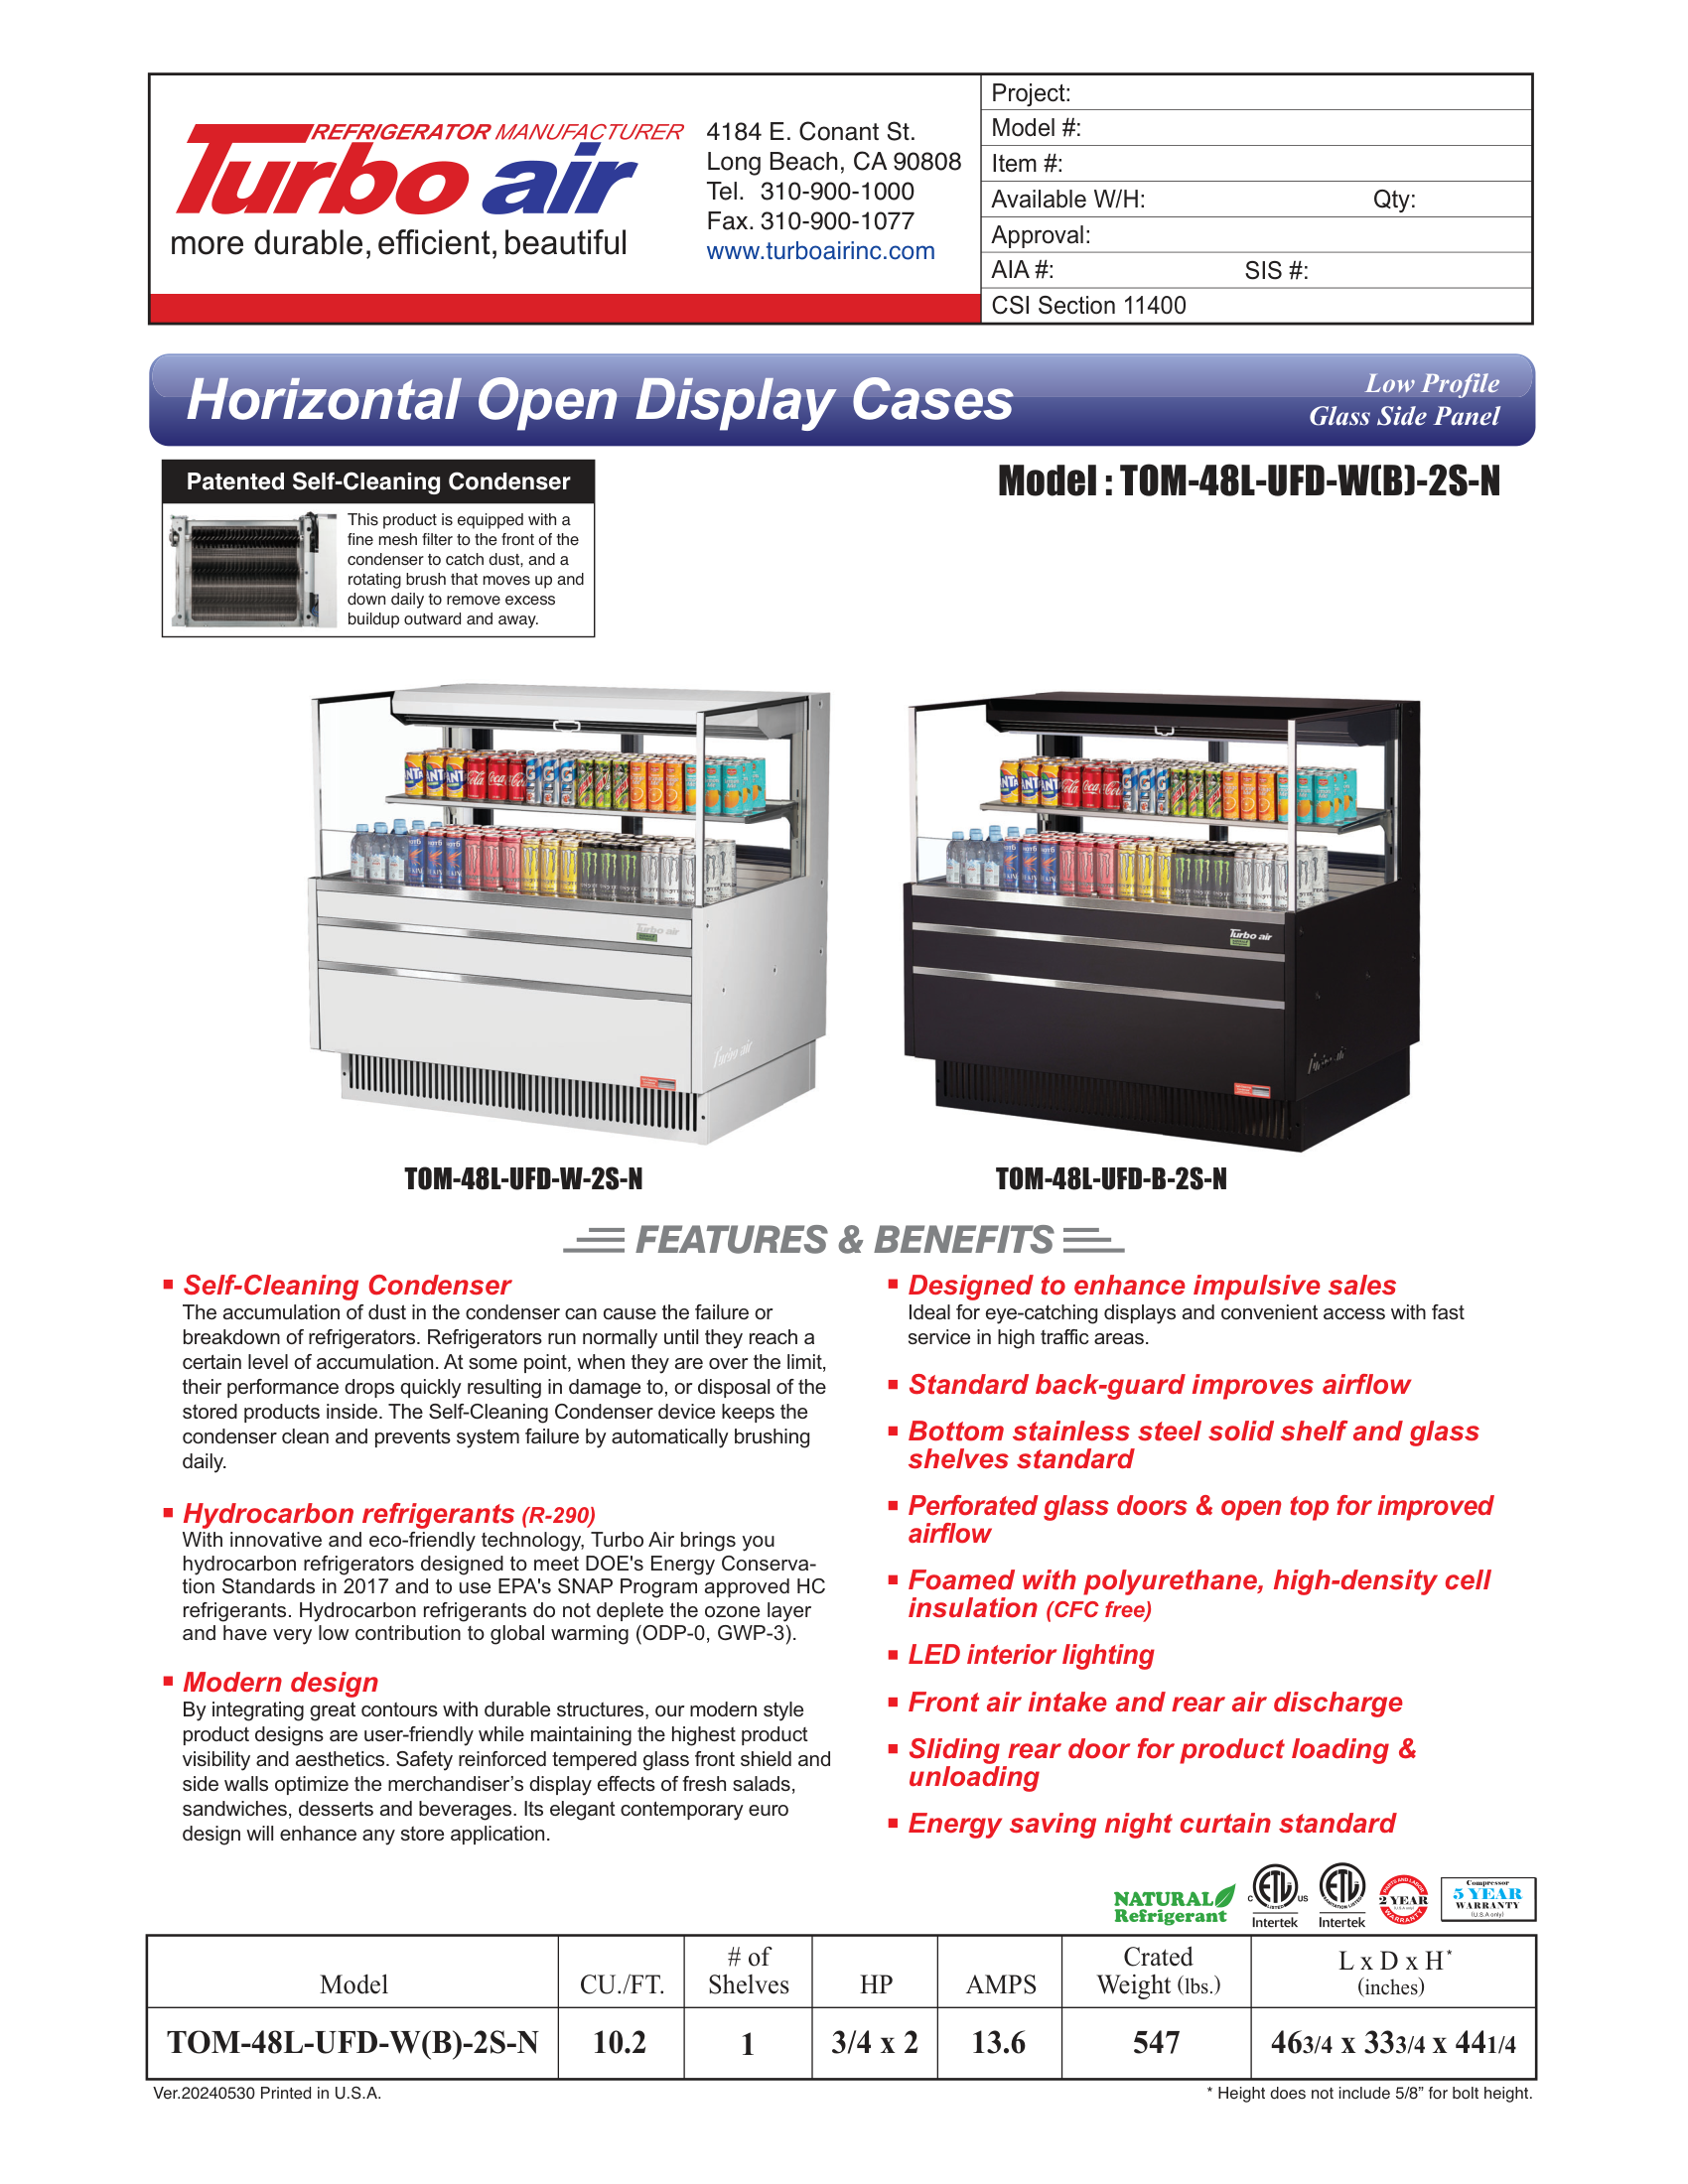 REFRIGERATOR MANUFACTURER
Turbo air
more durable, efficient, beautiful
4184 E. Conant St.
Long Beach, CA 90808
Tel. 310-900-1000
Fax. 310-900-1077
www.turboairinc.com
Project:
Model #:
Item #:
Available W/H: Qty:
Approval:
AIA #: SIS #:
CSI Section 11400
Horizontal Open Display Cases
Low Profile
Glass Side Panel
Patented Self-Cleaning Condenser
This product is equipped with a
fine mesh filter to the front of the
condenser to catch dust, and a
rotating brush that moves up and
down daily to remove excess
buildup outward and away.
Model : TOM-48L-UFD-W(B)-2S-N
Turbo air
Turbo air
Turbo air
TOM-48L-UFD-W-2S-N
TOM-48L-UFD-B-2S-N
FEATURES & BENEFITS
Self-Cleaning Condenser
The accumulation of dust in the condenser can cause the failure or
breakdown of refrigerators. Refrigerators run normally until they reach a
certain level of accumulation. At some point, when they are over the limit,
their performance drops quickly resulting in damage to, or disposal of the
stored products inside. The Self-Cleaning Condenser device keeps the
condenser clean and prevents system failure by automatically brushing
daily.
Hydrocarbon refrigerants (R-290)
With innovative and eco-friendly technology, Turbo Air brings you
hydrocarbon refrigerators designed to meet DOE's Energy Conserva-
tion Standards in 2017 and to use EPA's SNAP Program approved HC
refrigerants. Hydrocarbon refrigerants do not deplete the ozone layer
and have very low contribution to global warming (ODP-0, GWP-3).
Modern design
By integrating great contours with durable structures, our modern style
product designs are user-friendly while maintaining the highest product
visibility and aesthetics. Safety reinforced tempered glass front shield and
side walls optimize the merchandiser's display effects of fresh salads,
sandwiches, desserts and beverages. Its elegant contemporary euro
design will enhance any store application.
Designed to enhance impulsive sales
Ideal for eye-catching displays and convenient access with fast
service in high traffic areas.
Standard back-guard improves airflow
Bottom stainless steel solid shelf and glass
shelves standard
Perforated glass doors & open top for improved
airflow
Foamed with polyurethane, high-density cell
insulation (CFC free)
LED interior lighting
Front air intake and rear air discharge
Sliding rear door for product loading &
unloading
Energy saving night curtain standard
NATURAL
Refrigerant
C ETL US
LISTED
Intertek
ETL
SANITATION LISTED
Intertek
PARTS AND LABOR
2 YEAR
(U.S.A only)
WARRANTY
Compressor
5 YEAR
WARRANTY
(U.S.A only)
Model CU./FT. # of Shelves HP AMPS Crated Weight (lbs.) L x D x H* (inches)
TOM-48L-UFD-W(B)-2S-N 10.2 1 3/4 x 2 13.6 547 46 3/4 x 33 3/4 x 44 1/4
Ver.20240530 Printed in U.S.A.
* Height does not include 5/8” for bolt height.